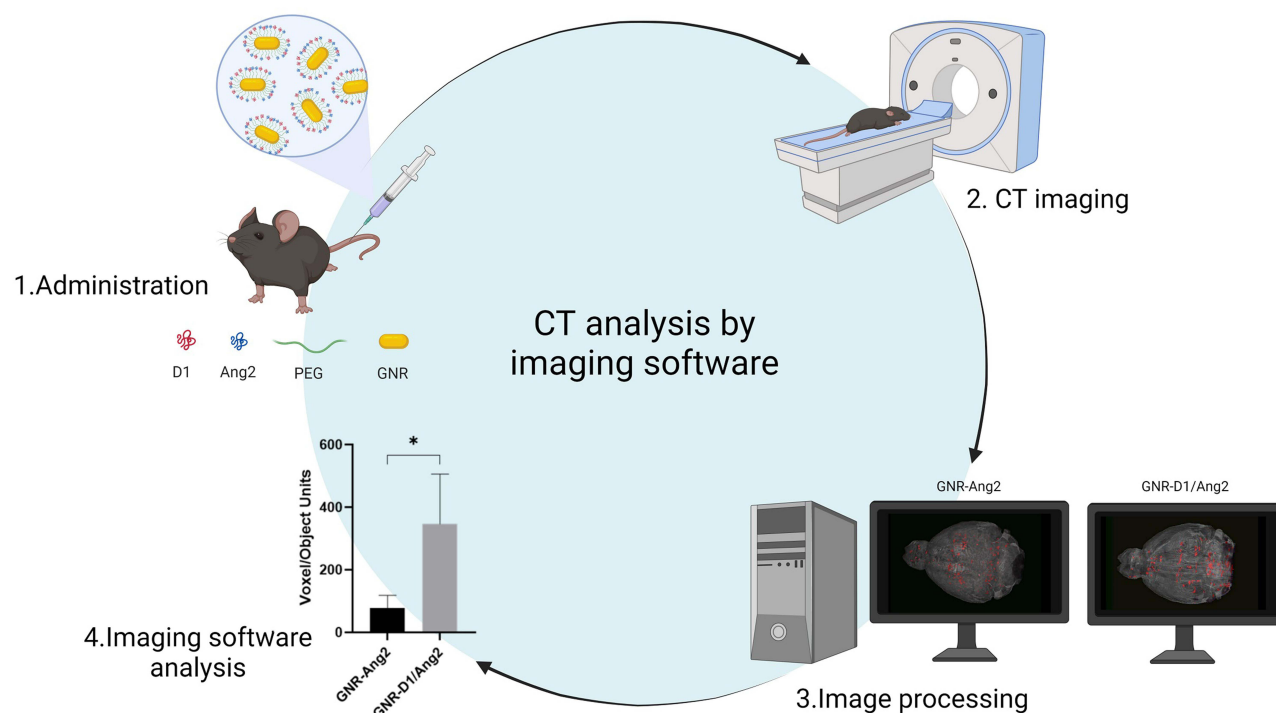 1.Administration
D1
Ang2
PEG
GNR
2. CT imaging
CT analysis by
imaging software
GNR-Ang2
GNR-D1/Ang2
3.Image processing
4.Imaging software
analysis
Voxel/Object Units
600
400
200
0
*
GNR-Ang2
GNR-D1/Ang2